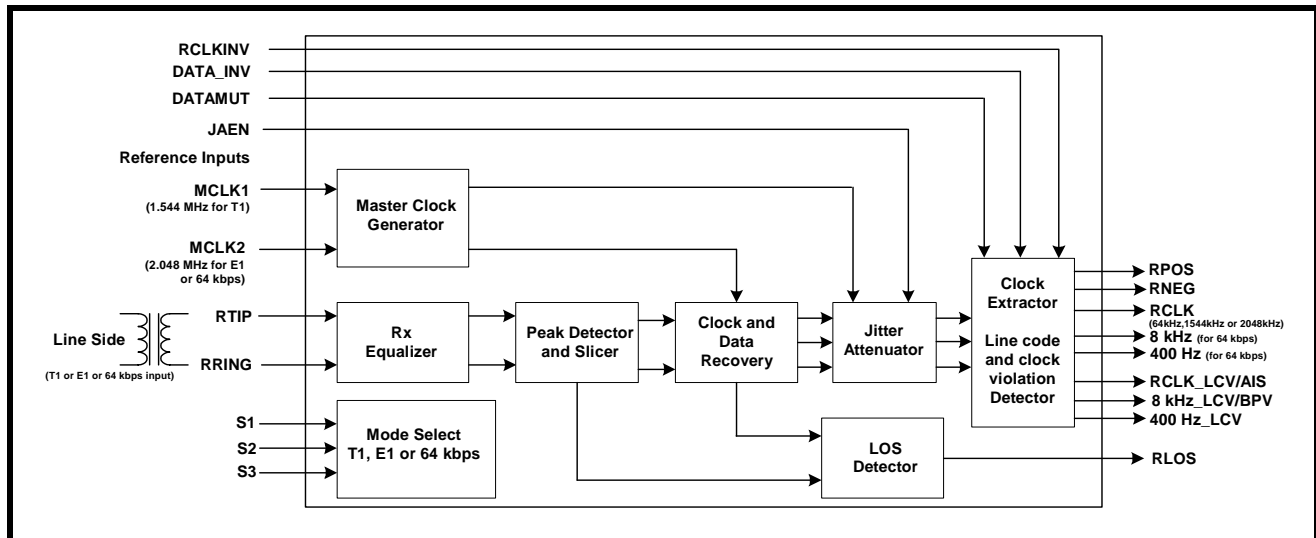 RCLKINV
DATA_INV
DATAMUT
JAEN
Reference Inputs
MCLK1
(1.544 MHz for T1)
MCLK2
(2.048 MHz for E1
or 64 kbps)
Master Clock
Generator
Line Side
(T1 or E1 or 64 kbps input)
RTIP
RRING
Rx
Equalizer
Peak Detector
and Slicer
Clock and
Data
Recovery
Jitter
Attenuator
Clock
Extractor
Line code
and clock
violation
Detector
S1
S2
S3
Mode Select
T1, E1 or 64 kbps
LOS
Detector
RPOS
RNEG
RCLK
(64kHz,1544kHz or 2048kHz)
8 kHz (for 64 kbps)
400 Hz (for 64 kbps)
RCLK_LCV/AIS
8 kHz_LCV/BPV
400 Hz_LCV
RLOS